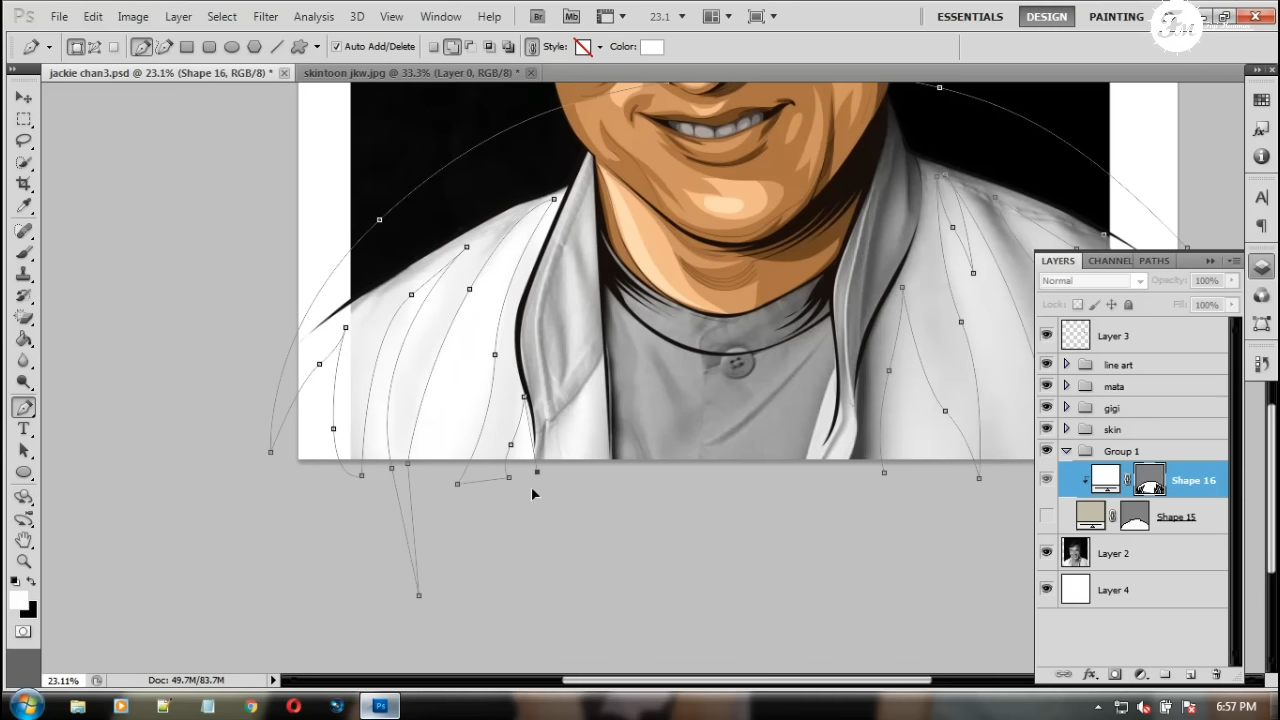 Ps File Edit Image Layer Select Filter Analysis 3D View Window Help Br Mb 23.1 ESSENTIALS DESIGN PAINTING
Auto Add/Delete Style: Color:
jackie chan3.psd @ 23.1% (Shape 16, RGB/8) * skintoon jkw.jpg @ 33.3% (Layer 0, RGB/8) *
LAYERS CHANNEL PATHS
Normal Opacity: 100%
Lock: Fill: 100%
Layer 3
line art
mata
gigi
skin
Group 1
Shape 16
Shape 15
Layer 2
Layer 4
23.11% Doc: 49.7M/83.7M
6:57 PM